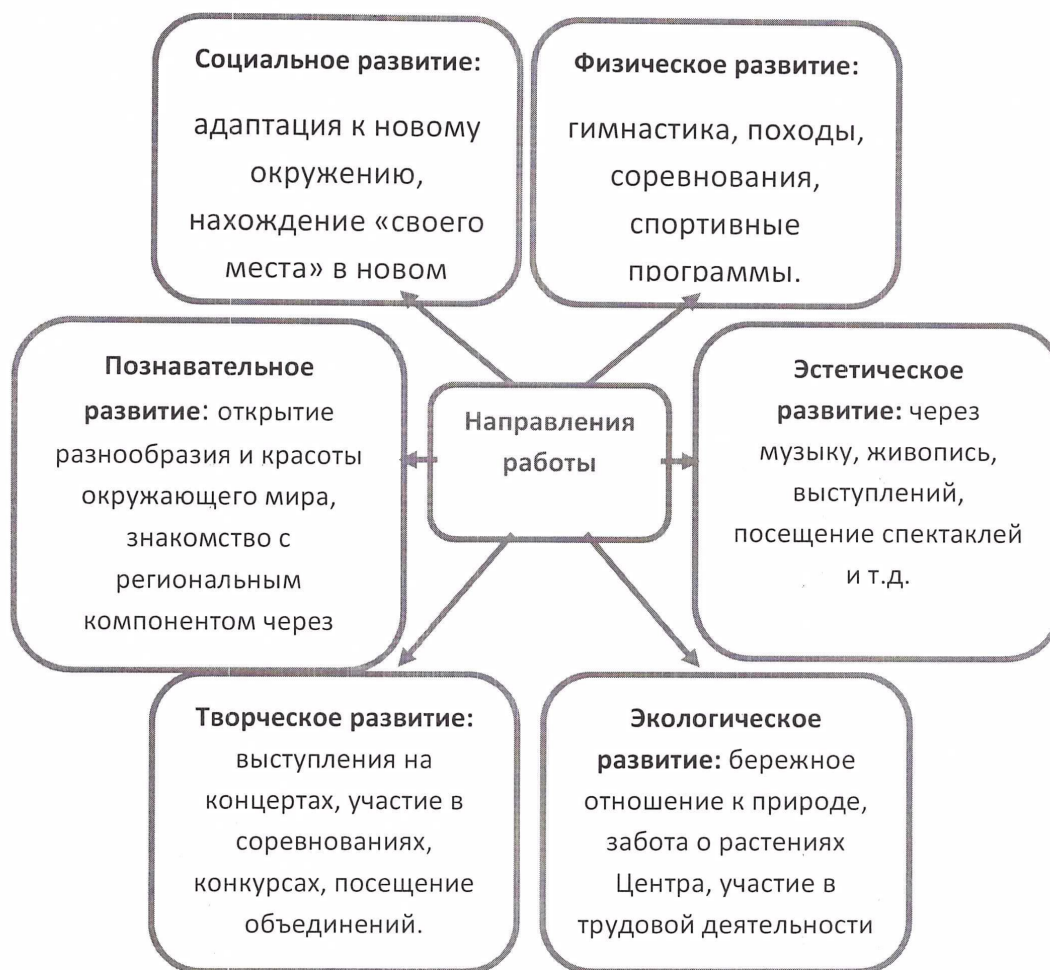 Социальное развитие:
адаптация к новому
окружению,
нахождение «своего
места» в новом
Физическое развитие:
гимнастика, походы,
соревнования,
спортивные
программы.
Познавательное
развитие: открытие
разнообразия и красоты
окружающего мира,
знакомство с
региональным
компонентом через
Направления
работы
Эстетическое
развитие: через
музыку, живопись,
выступлений,
посещение спектаклей
и т.д.
Творческое развитие:
выступления на
концертах, участие в
соревнованиях,
конкурсах, посещение
объединений.
Экологическое
развитие: бережное
отношение к природе,
забота о растениях
Центра, участие в
трудовой деятельности